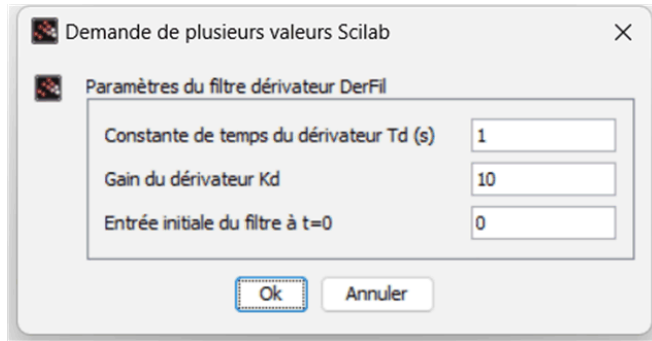 Demande de plusieurs valeurs Scilab
Paramètres du filtre dérivateur DerFil
Constante de temps du dérivateur Td (s) 1
Gain du dérivateur Kd 10
Entrée initiale du filtre à t=0 0
Ok Annuler